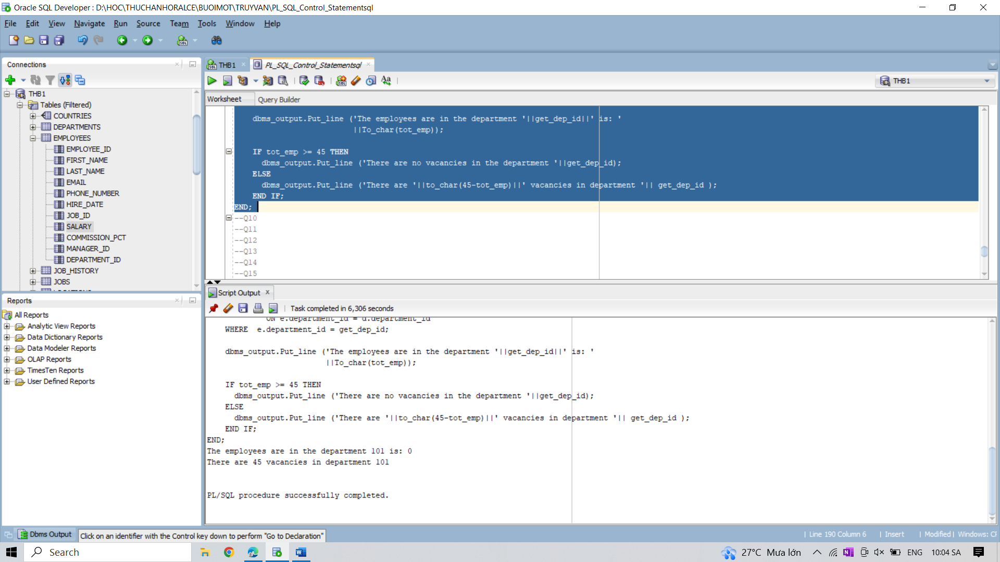 Oracle SQL Developer : D:\HOC\THUCHANHORALCE\BUOIMOT\TRUYVAN\PL_SQL_Control_Statementsql
File Edit View Navigate Run Source Team Tools Window Help
Connections
THB1
Tables (Filtered)
COUNTRIES
DEPARTMENTS
EMPLOYEES
EMPLOYEE_ID
FIRST_NAME
LAST_NAME
EMAIL
PHONE_NUMBER
HIRE_DATE
JOB_ID
SALARY
COMMISSION_PCT
MANAGER_ID
DEPARTMENT_ID
JOB_HISTORY
JOBS
Reports
All Reports
Analytic View Reports
Data Dictionary Reports
Data Modeler Reports
OLAP Reports
TimesTen Reports
User Defined Reports
THB1 PL_SQL_Control_Statementsql
THB1
Worksheet Query Builder
dbms_output.Put_line ('The employees are in the department '||get_dep_id||' is: '
||To_char(tot_emp));
IF tot_emp >= 45 THEN
dbms_output.Put_line ('There are no vacancies in the department '||get_dep_id);
ELSE
dbms_output.Put_line ('There are '||to_char(45-tot_emp)||' vacancies in department '|| get_dep_id );
END IF;
END;
--Q10
--Q11
--Q12
--Q13
--Q14
--Q15
Script Output
Task completed in 6,306 seconds
ON e.department_id = d.department_id
WHERE e.department_id = get_dep_id;
dbms_output.Put_line ('The employees are in the department '||get_dep_id||' is: '
||To_char(tot_emp));
IF tot_emp >= 45 THEN
dbms_output.Put_line ('There are no vacancies in the department '||get_dep_id);
ELSE
dbms_output.Put_line ('There are '||to_char(45-tot_emp)||' vacancies in department '|| get_dep_id );
END IF;
END;
The employees are in the department 101 is: 0
There are 45 vacancies in department 101
PL/SQL procedure successfully completed.
Dbms Output Click on an identifier with the Control key down to perform "Go to Declaration"
| Line 190 Column 6 | Insert | Modified | Windows: CF
Search
27°C Mưa lớn ENG 10:04 SA